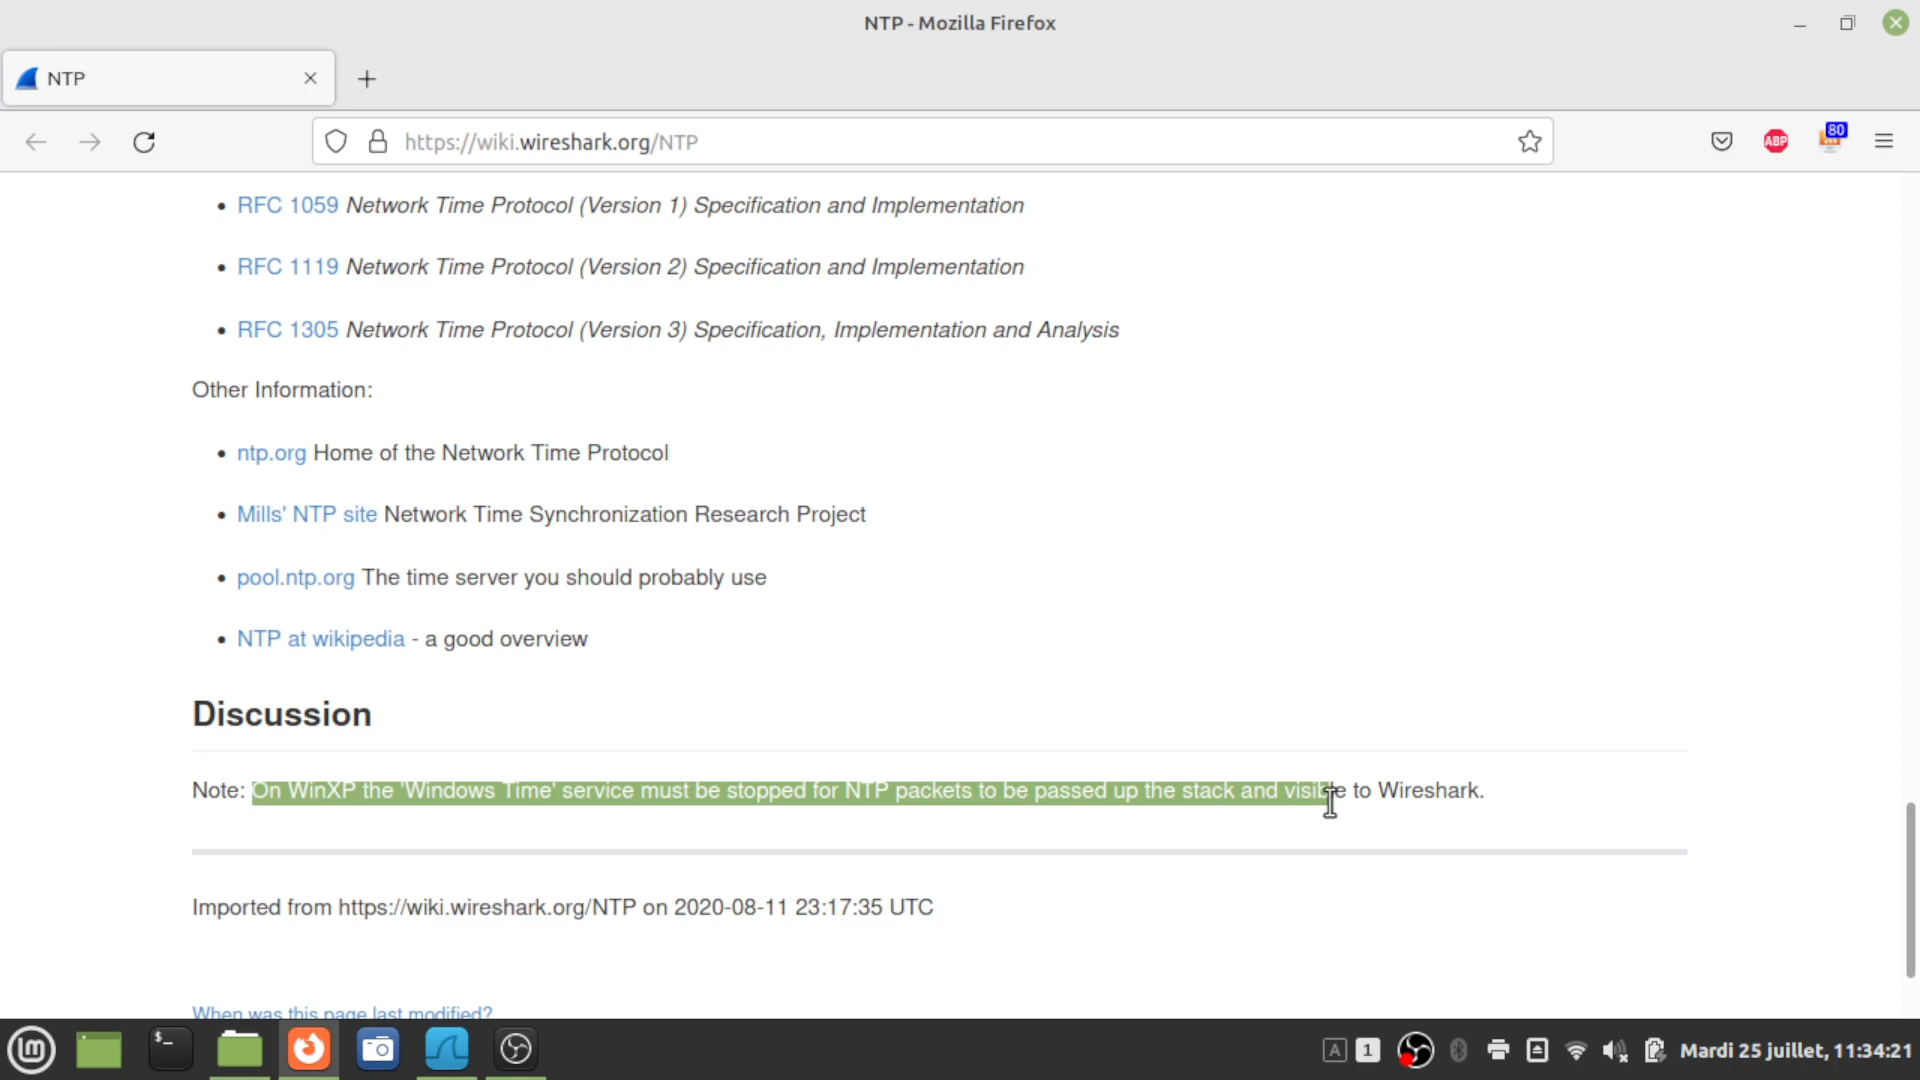 NTP - Mozilla Firefox
NTP
https://wiki.wireshark.org/NTP
ABP
80
RFC 1059 Network Time Protocol (Version 1) Specification and Implementation
RFC 1119 Network Time Protocol (Version 2) Specification and Implementation
RFC 1305 Network Time Protocol (Version 3) Specification, Implementation and Analysis
Other Information:
ntp.org Home of the Network Time Protocol
Mills' NTP site Network Time Synchronization Research Project
pool.ntp.org The time server you should probably use
NTP at wikipedia - a good overview
Discussion
Note: On WinXP the 'Windows Time' service must be stopped for NTP packets to be passed up the stack and visible to Wireshark.
Imported from https://wiki.wireshark.org/NTP on 2020-08-11 23:17:35 UTC
When was this page last modified?
A 1 Mardi 25 juillet, 11:34:21